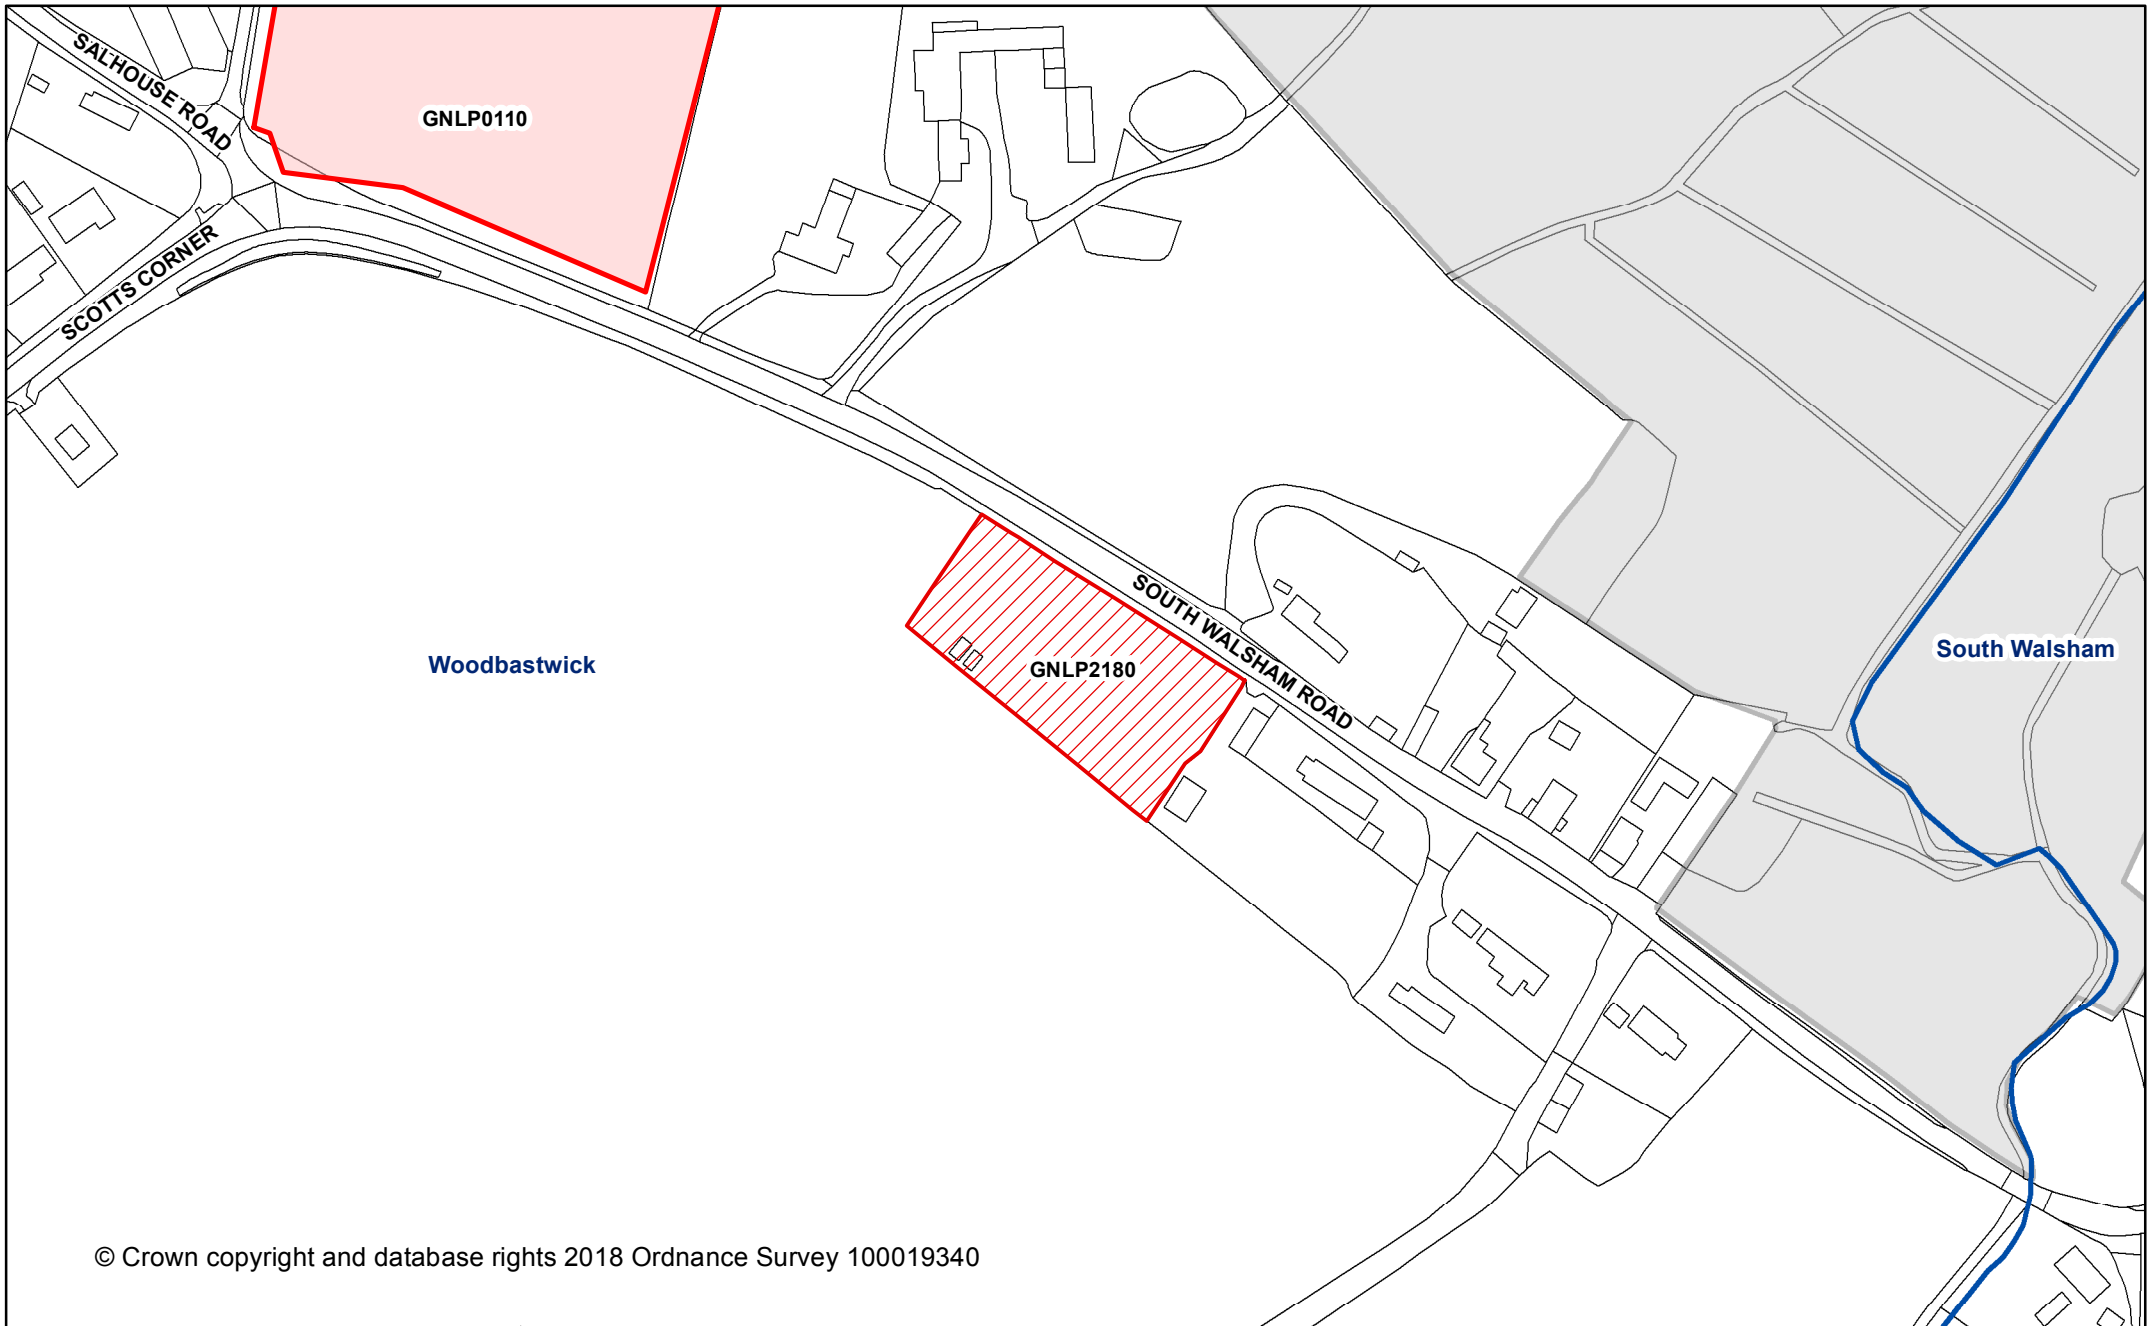 SALHOUSE ROAD
GNLP0110
SCOTTS CORNER
SOUTH WALSHAM ROAD
Woodbastwick
GNLP2180
South Walsham
© Crown copyright and database rights 2018 Ordnance Survey 100019340